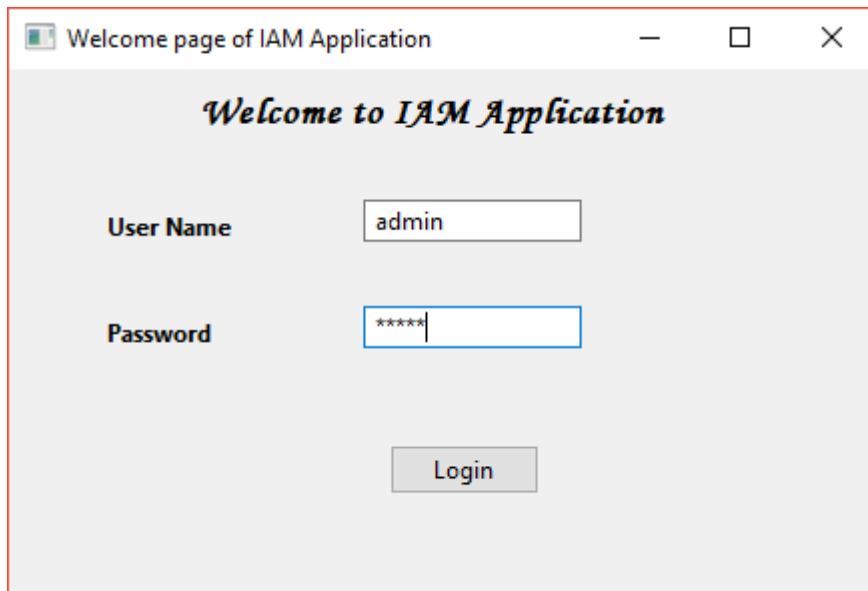 Welcome page of IAM Application
Welcome to IAM Application
User Name admin
Password *****
Login